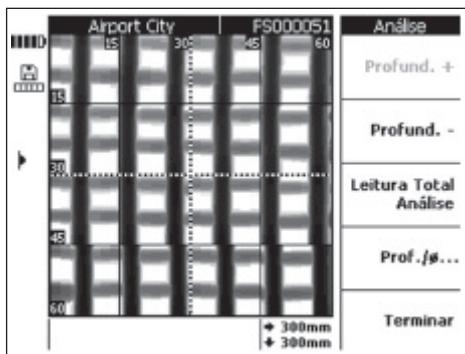 Airport City FS000051 Análise
15 30 45 60
Profund. +
15
Profund. -
30
Leitura Total
Análise
45
Prof./ø...
60
Terminar
→ 300mm
↓ 300mm